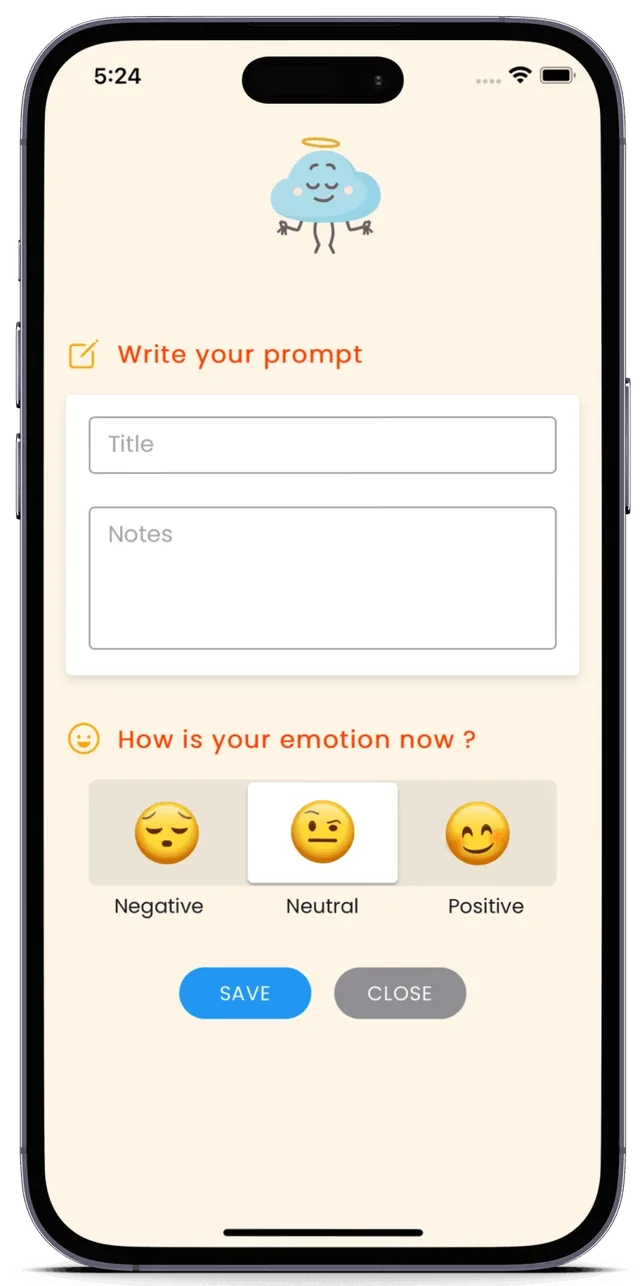 5:24
Write your prompt
Title
Notes
How is your emotion now ?
Negative Neutral Positive
SAVE CLOSE